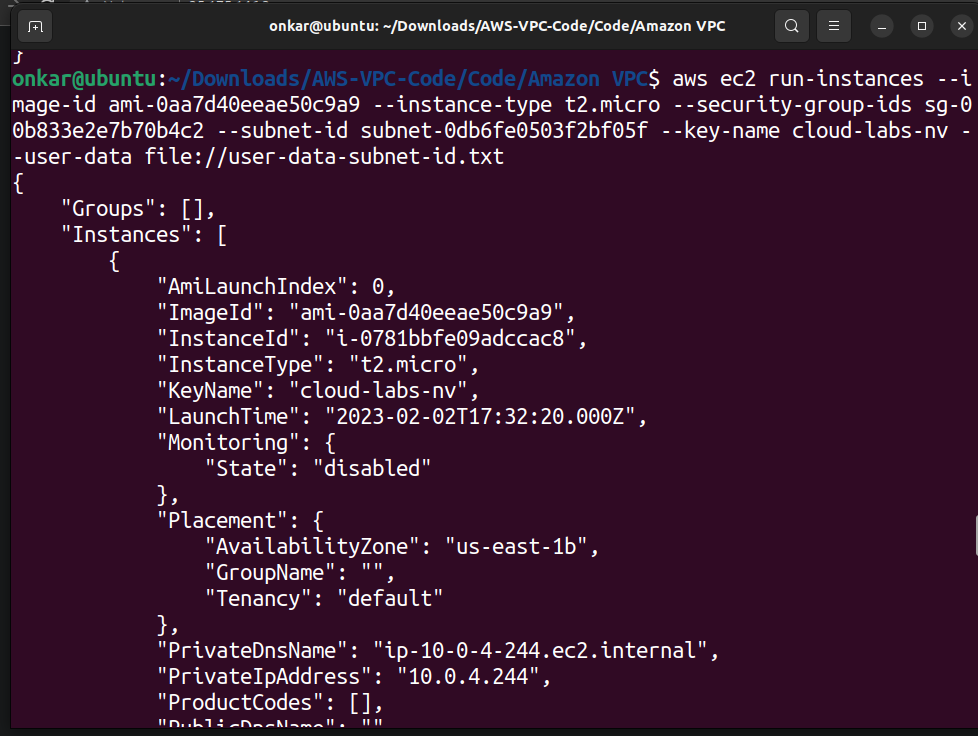 onkar@ubuntu: ~/Downloads/AWS-VPC-Code/Code/Amazon VPC
}
onkar@ubuntu:~/Downloads/AWS-VPC-Code/Code/Amazon VPC$ aws ec2 run-instances --i
mage-id ami-0aa7d40eeae50c9a9 --instance-type t2.micro --security-group-ids sg-0
0b833e2e7b70b4c2 --subnet-id subnet-0db6fe0503f2bf05f --key-name cloud-labs-nv -
-user-data file://user-data-subnet-id.txt
{
    "Groups": [],
    "Instances": [
        {
            "AmiLaunchIndex": 0,
            "ImageId": "ami-0aa7d40eeae50c9a9",
            "InstanceId": "i-0781bbfe09adccac8",
            "InstanceType": "t2.micro",
            "KeyName": "cloud-labs-nv",
            "LaunchTime": "2023-02-02T17:32:20.000Z",
            "Monitoring": {
                "State": "disabled"
            },
            "Placement": {
                "AvailabilityZone": "us-east-1b",
                "GroupName": "",
                "Tenancy": "default"
            },
            "PrivateDnsName": "ip-10-0-4-244.ec2.internal",
            "PrivateIpAddress": "10.0.4.244",
            "ProductCodes": [],
            "PublicDnsName": ""